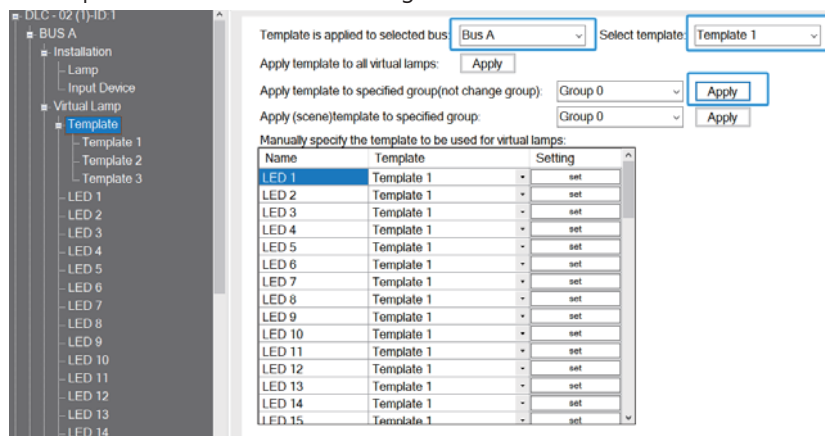 DLC - 02 (1)-ID:1
BUS A
Installation
Lamp
Input Device
Virtual Lamp
Template
Template 1
Template 2
Template 3
LED 1
LED 2
LED 3
LED 4
LED 5
LED 6
LED 7
LED 8
LED 9
LED 10
LED 11
LED 12
LED 13
LED 14
Template is applied to selected bus: Bus A Select template: Template 1
Apply template to all virtual lamps: Apply
Apply template to specified group(not change group): Group 0 Apply
Apply (scene)template to specified group: Group 0 Apply
Manually specify the template to be used for virtual lamps:
Name Template Setting
LED 1 Template 1 set
LED 2 Template 1 set
LED 3 Template 1 set
LED 4 Template 1 set
LED 5 Template 1 set
LED 6 Template 1 set
LED 7 Template 1 set
LED 8 Template 1 set
LED 9 Template 1 set
LED 10 Template 1 set
LED 11 Template 1 set
LED 12 Template 1 set
LED 13 Template 1 set
LED 14 Template 1 set
LED 15 Template 1 set